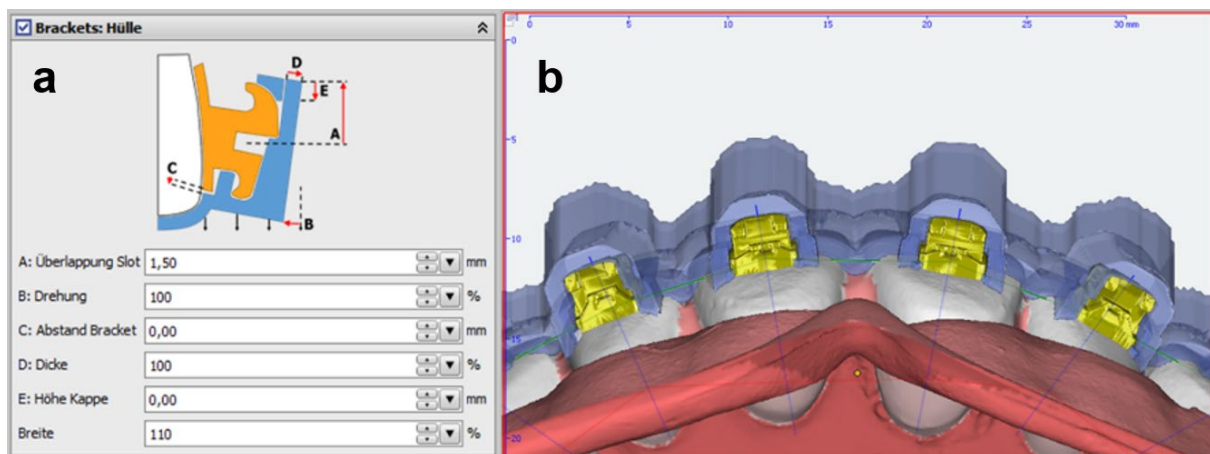 Brackets: Hülle
a
D
E
A
C
B
A: Überlappung Slot 1,50 mm
B: Drehung 100 %
C: Abstand Bracket 0,00 mm
D: Dicke 100 %
E: Höhe Kappe 0,00 mm
Breite 110 %
b
0 5 10 15 20 25 30 mm
0
5
10
15
20